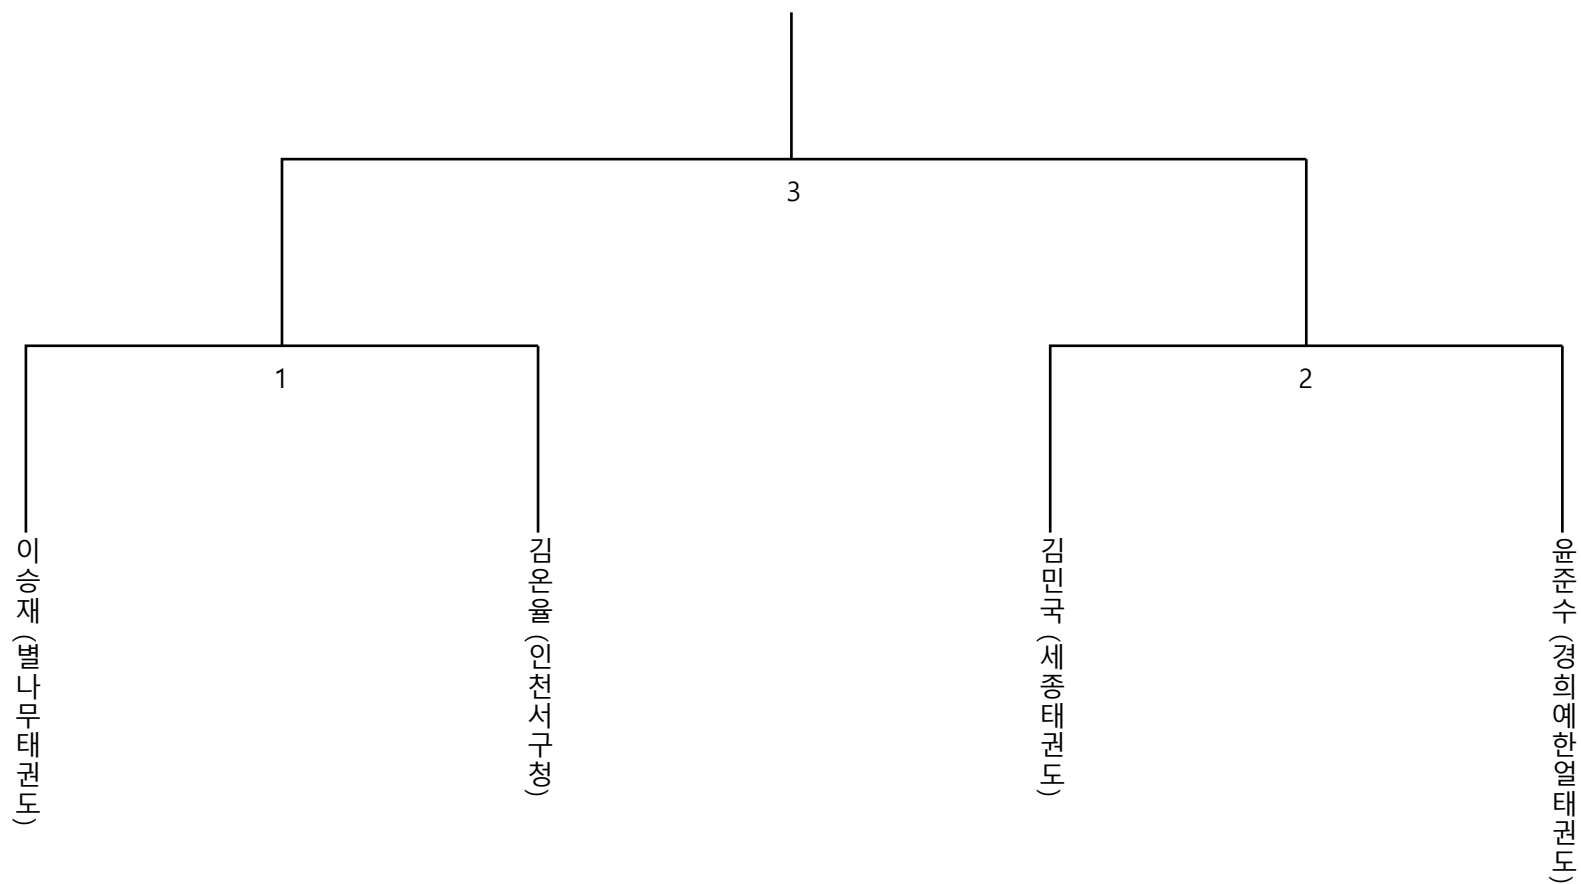 3
1
2
이승재 (별나무태권도)
김온율 (인천서구청)
김민국 (세종태권도)
윤준수 (경희예한얼태권도)